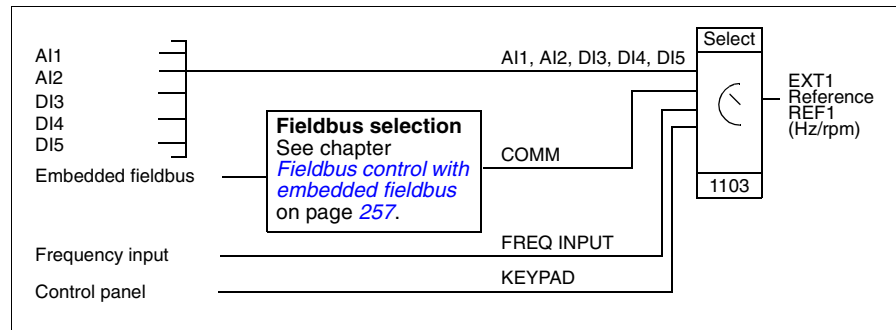 AI1
AI2
DI3
DI4
DI5
Embedded fieldbus
Frequency input
Control panel
Fieldbus selection
See chapter
Fieldbus control with
embedded fieldbus
on page 257.
AI1, AI2, DI3, DI4, DI5
COMM
FREQ INPUT
KEYPAD
Select
1103
EXT1
Reference
REF1
(Hz/rpm)